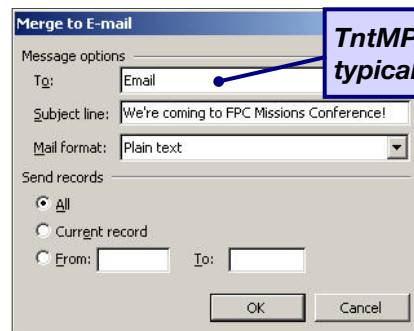 Merge to E-mail
TntMP
typical
Message options
To: Email
Subject line: We're coming to FPC Missions Conference!
Mail format: Plain text
Send records
All
Current record
From: To:
OK Cancel